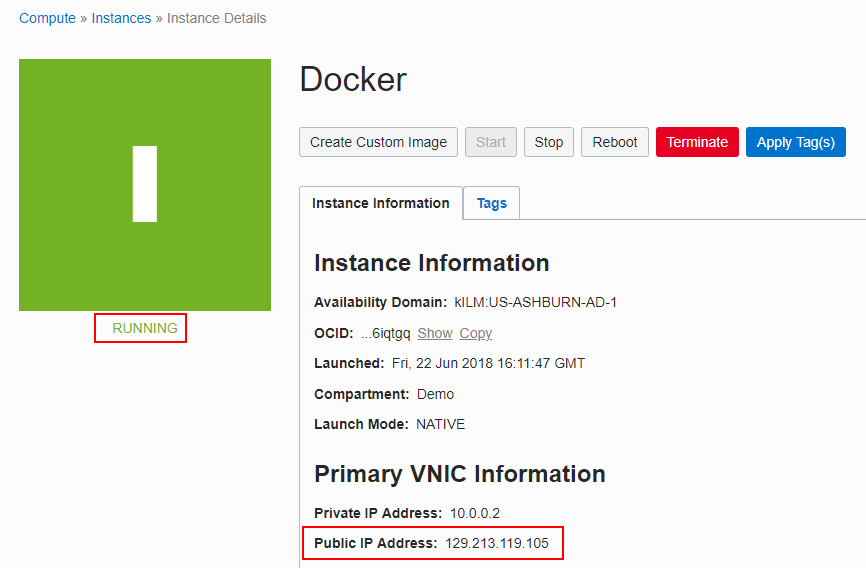 Compute » Instances » Instance Details
I
RUNNING
Docker
Create Custom Image Start Stop Reboot Terminate Apply Tag(s)
Instance Information Tags
Instance Information
Availability Domain: kILM:US-ASHBURN-AD-1
OCID: ...6iqtgq Show Copy
Launched: Fri, 22 Jun 2018 16:11:47 GMT
Compartment: Demo
Launch Mode: NATIVE
Primary VNIC Information
Private IP Address: 10.0.0.2
Public IP Address: 129.213.119.105